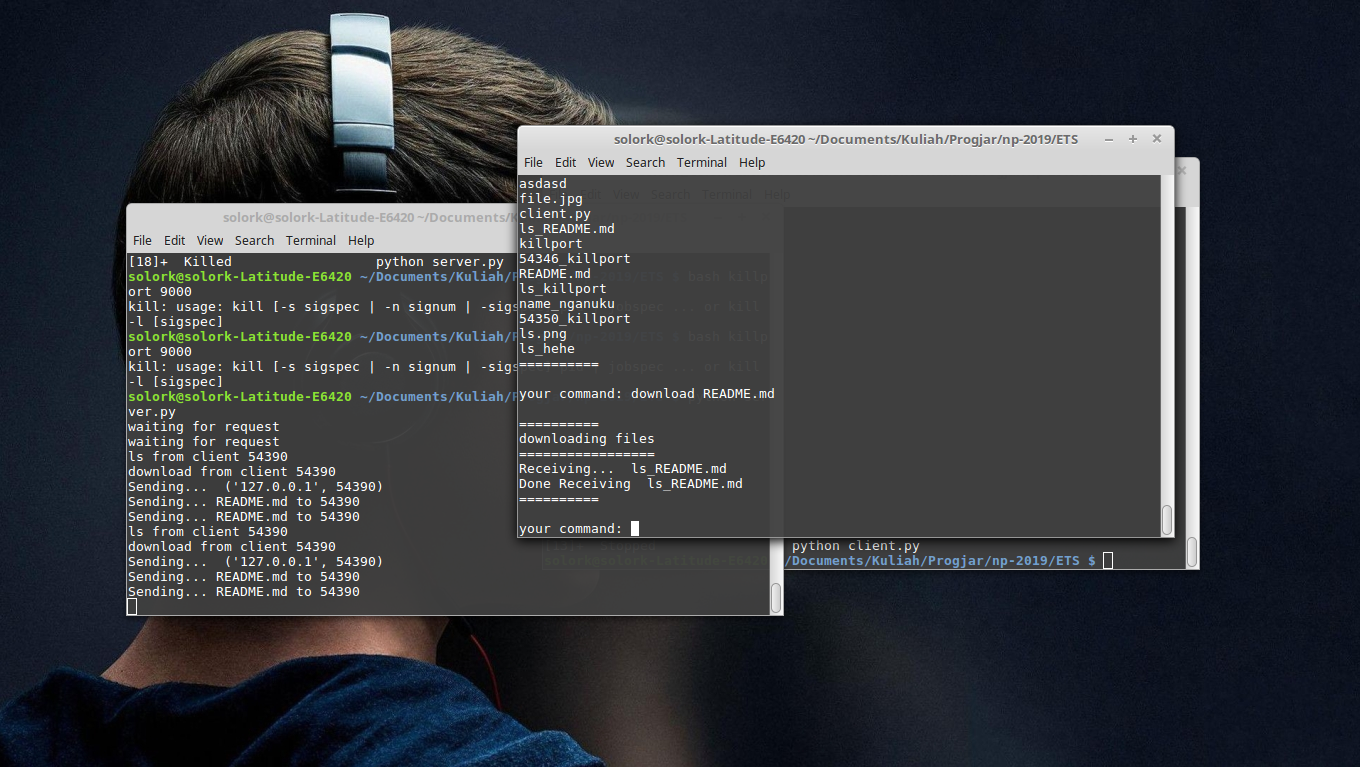 solork@solork-Latitude-E6420 ~/Documents/Kuliah/Progjar/np-2019/ETS
File Edit View Search Terminal Help
asdasd
file.jpg
client.py
ls_README.md
killport
54346_killport
README.md
ls_killport
name_nganuku
54350_killport
ls.png
ls_hehe
==========
your command: download README.md
==========
downloading files
=================
Receiving...  ls_README.md
Done Receiving  ls_README.md
==========
your command:
solork@solork-Latitude-E6420 ~/Documents/
File Edit View Search Terminal Help
[18]+  Killed                  python server.py
solork@solork-Latitude-E6420 ~/Documents/Kuliah/
ort 9000
kill: usage: kill [-s sigspec | -n signum | -sigs
-l [sigspec]
solork@solork-Latitude-E6420 ~/Documents/Kuliah/
ort 9000
kill: usage: kill [-s sigspec | -n signum | -sigs
-l [sigspec]
solork@solork-Latitude-E6420 ~/Documents/Kuliah/
ver.py
waiting for request
waiting for request
ls from client 54390
download from client 54390
Sending...  ('127.0.0.1', 54390)
Sending... README.md to 54390
Sending... README.md to 54390
ls from client 54390
download from client 54390
Sending...  ('127.0.0.1', 54390)
Sending... README.md to 54390
Sending... README.md to 54390
python client.py
/Documents/Kuliah/Progjar/np-2019/ETS $